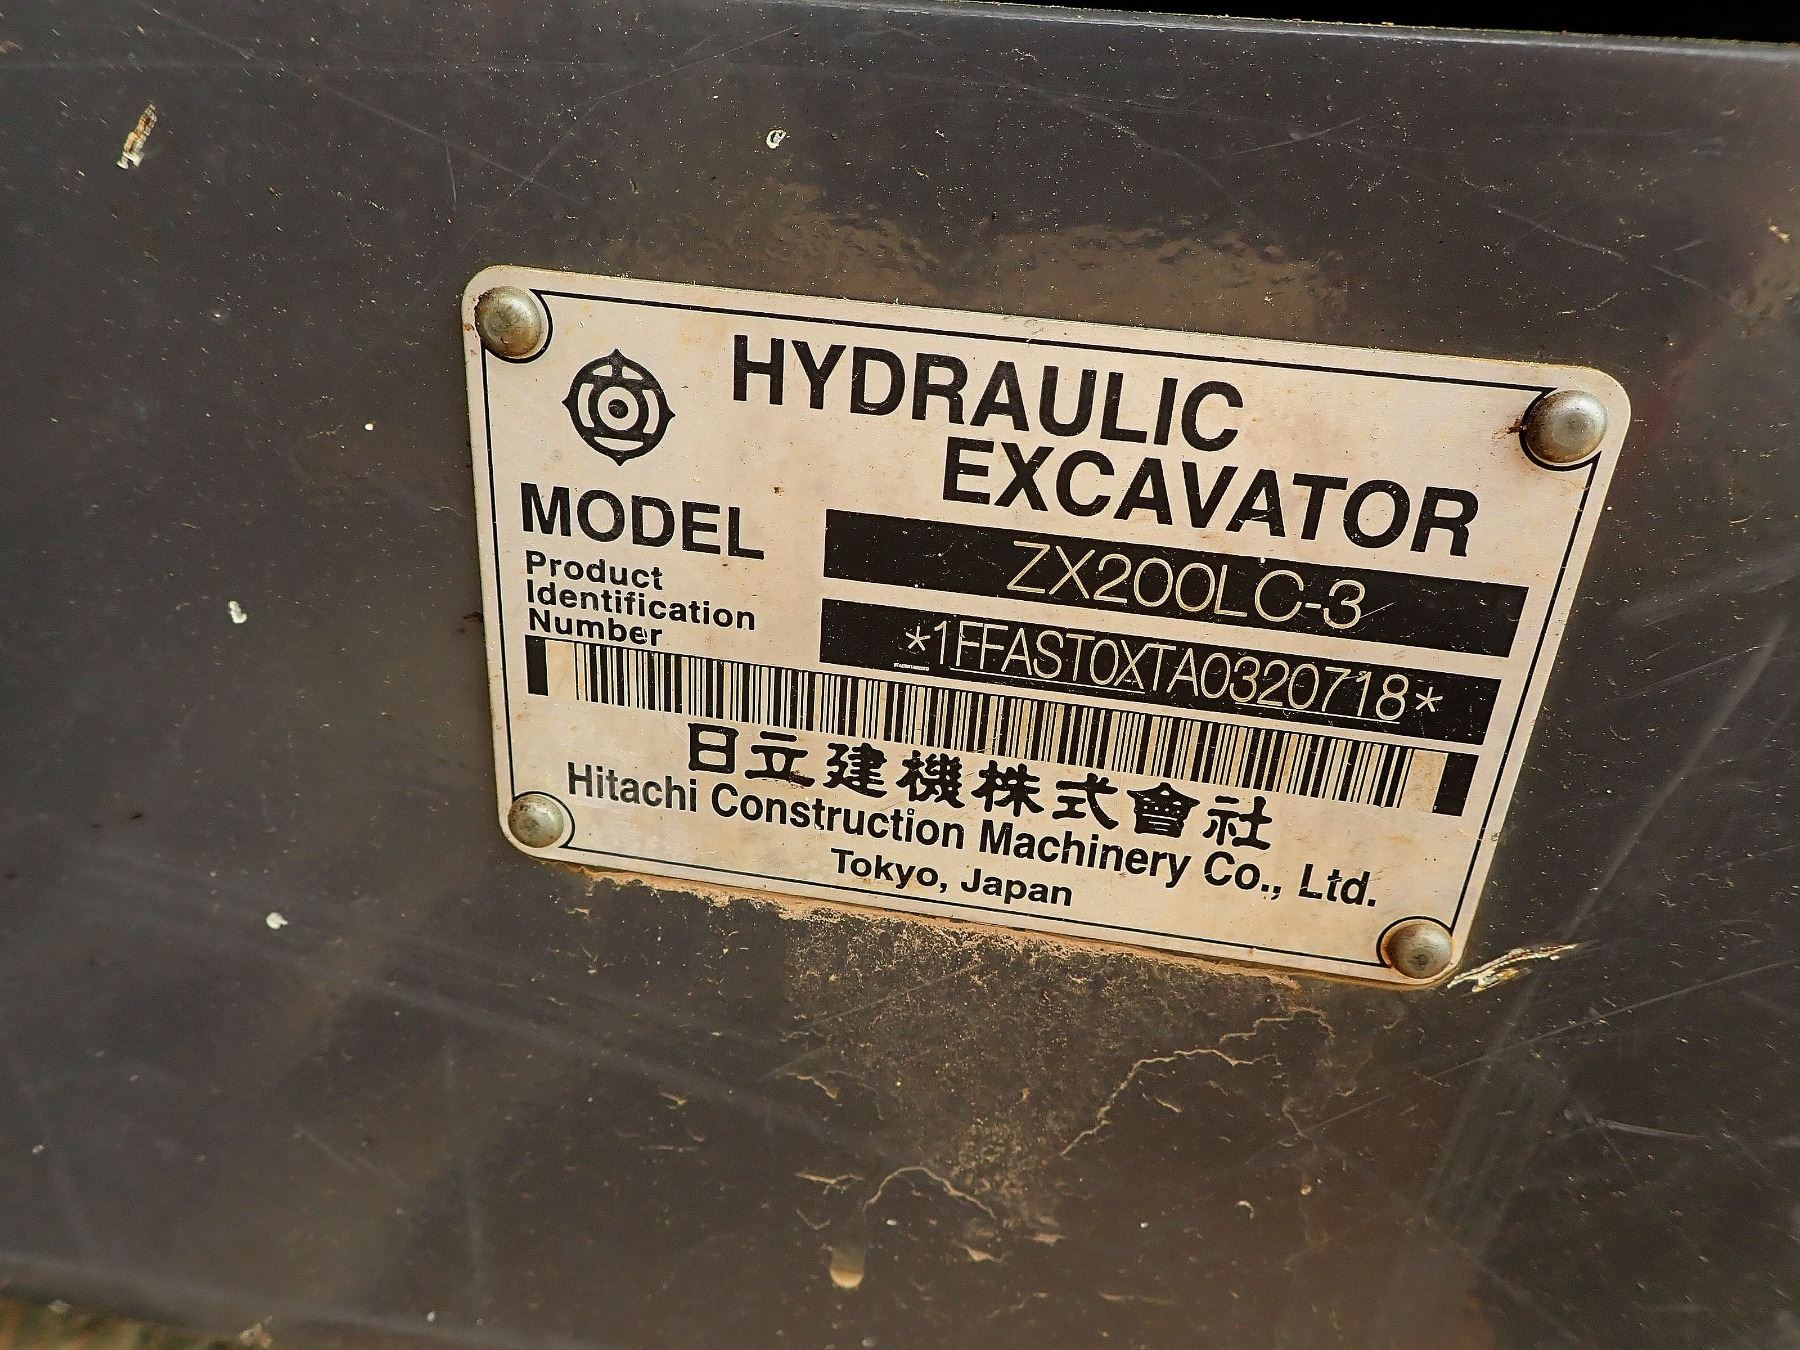 HYDRAULIC
EXCAVATOR
MODEL
ZX200LC-3
Product
Identification
Number
*1FFAST0XTA0320718*
日立建機株式會社
Hitachi Construction Machinery Co., Ltd.
Tokyo, Japan